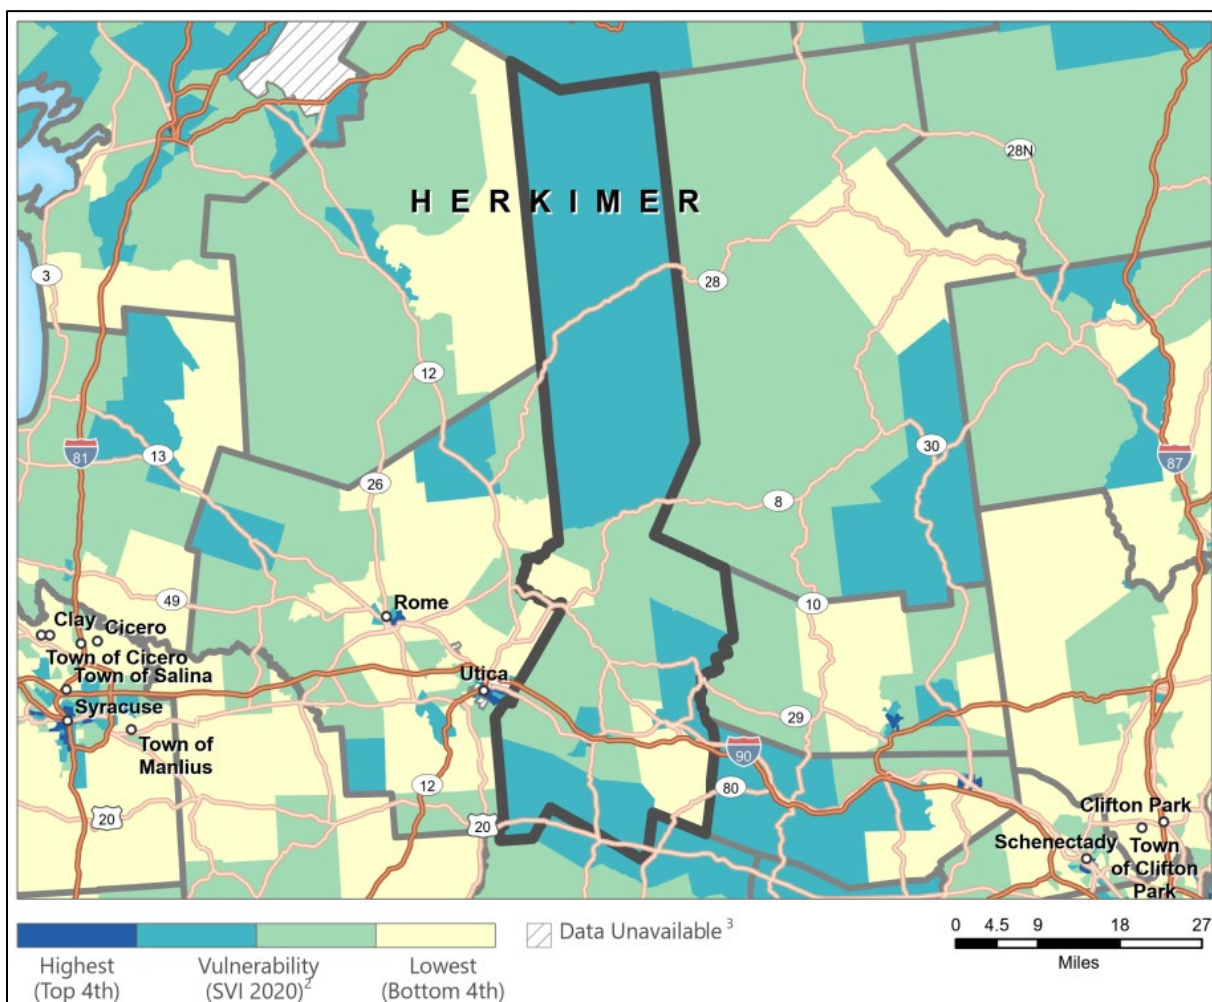 28N
HERKIMER
3
28
12
81
13
30
87
26
8
49
Rome
10
Clay
Cicero
Town of Cicero
Town of Salina
Utica
Syracuse
29
Town of
Manlius
90
12
80
20
20
Clifton Park
Schenectady
Town
of Clifton
Park
0 4.5 9 18 27
Miles
Highest
(Top 4th)
Vulnerability
(SVI 2020)2
Lowest
(Bottom 4th)
Data Unavailable 3